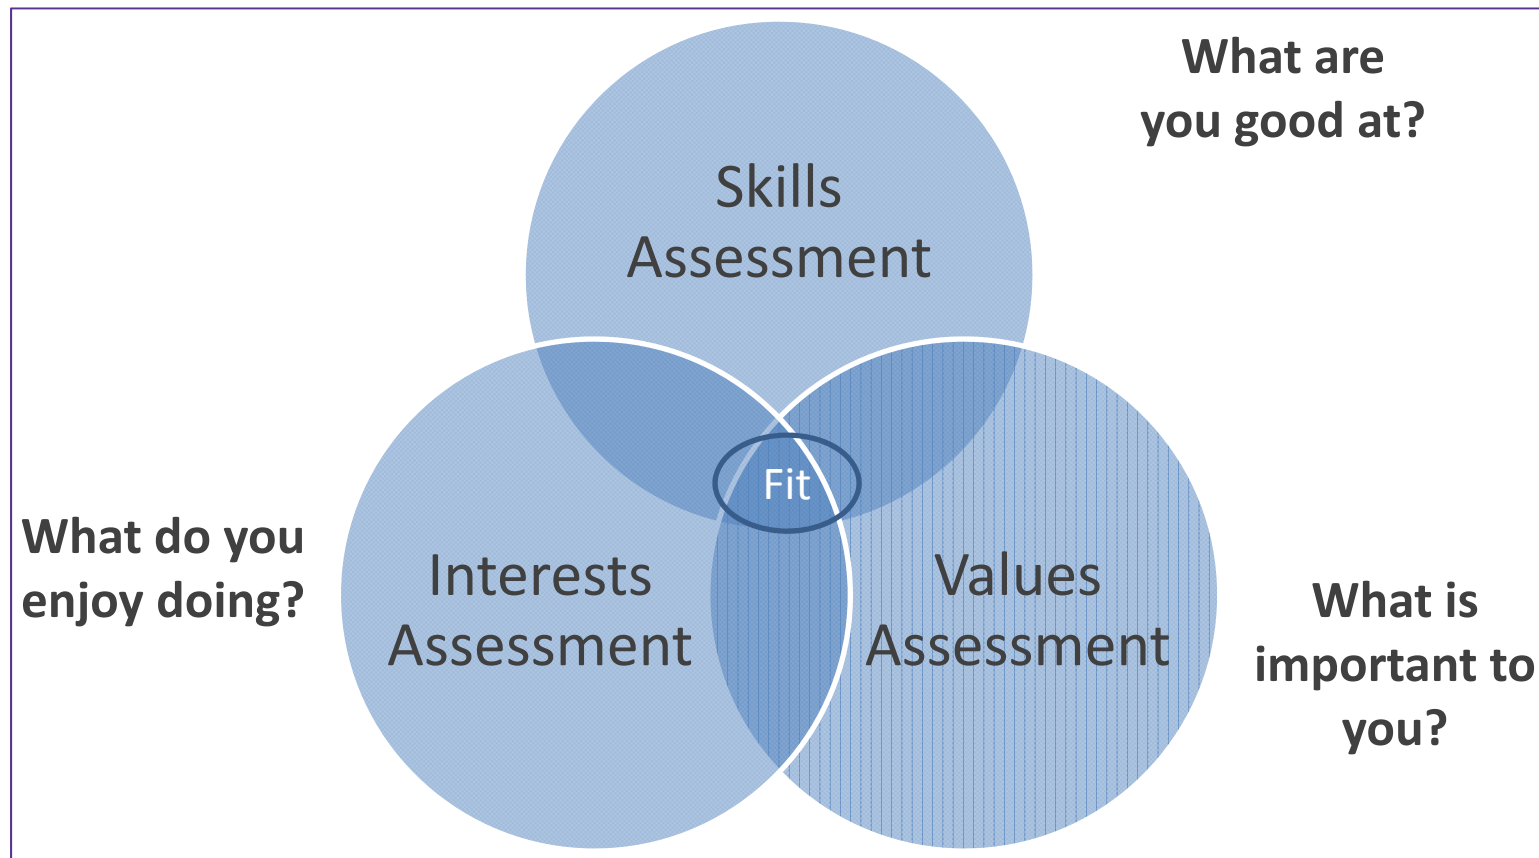 What are
you good at?
Skills
Assessment
Fit
What do you
enjoy doing?
Interests
Assessment
Values
Assessment
What is
important to
you?